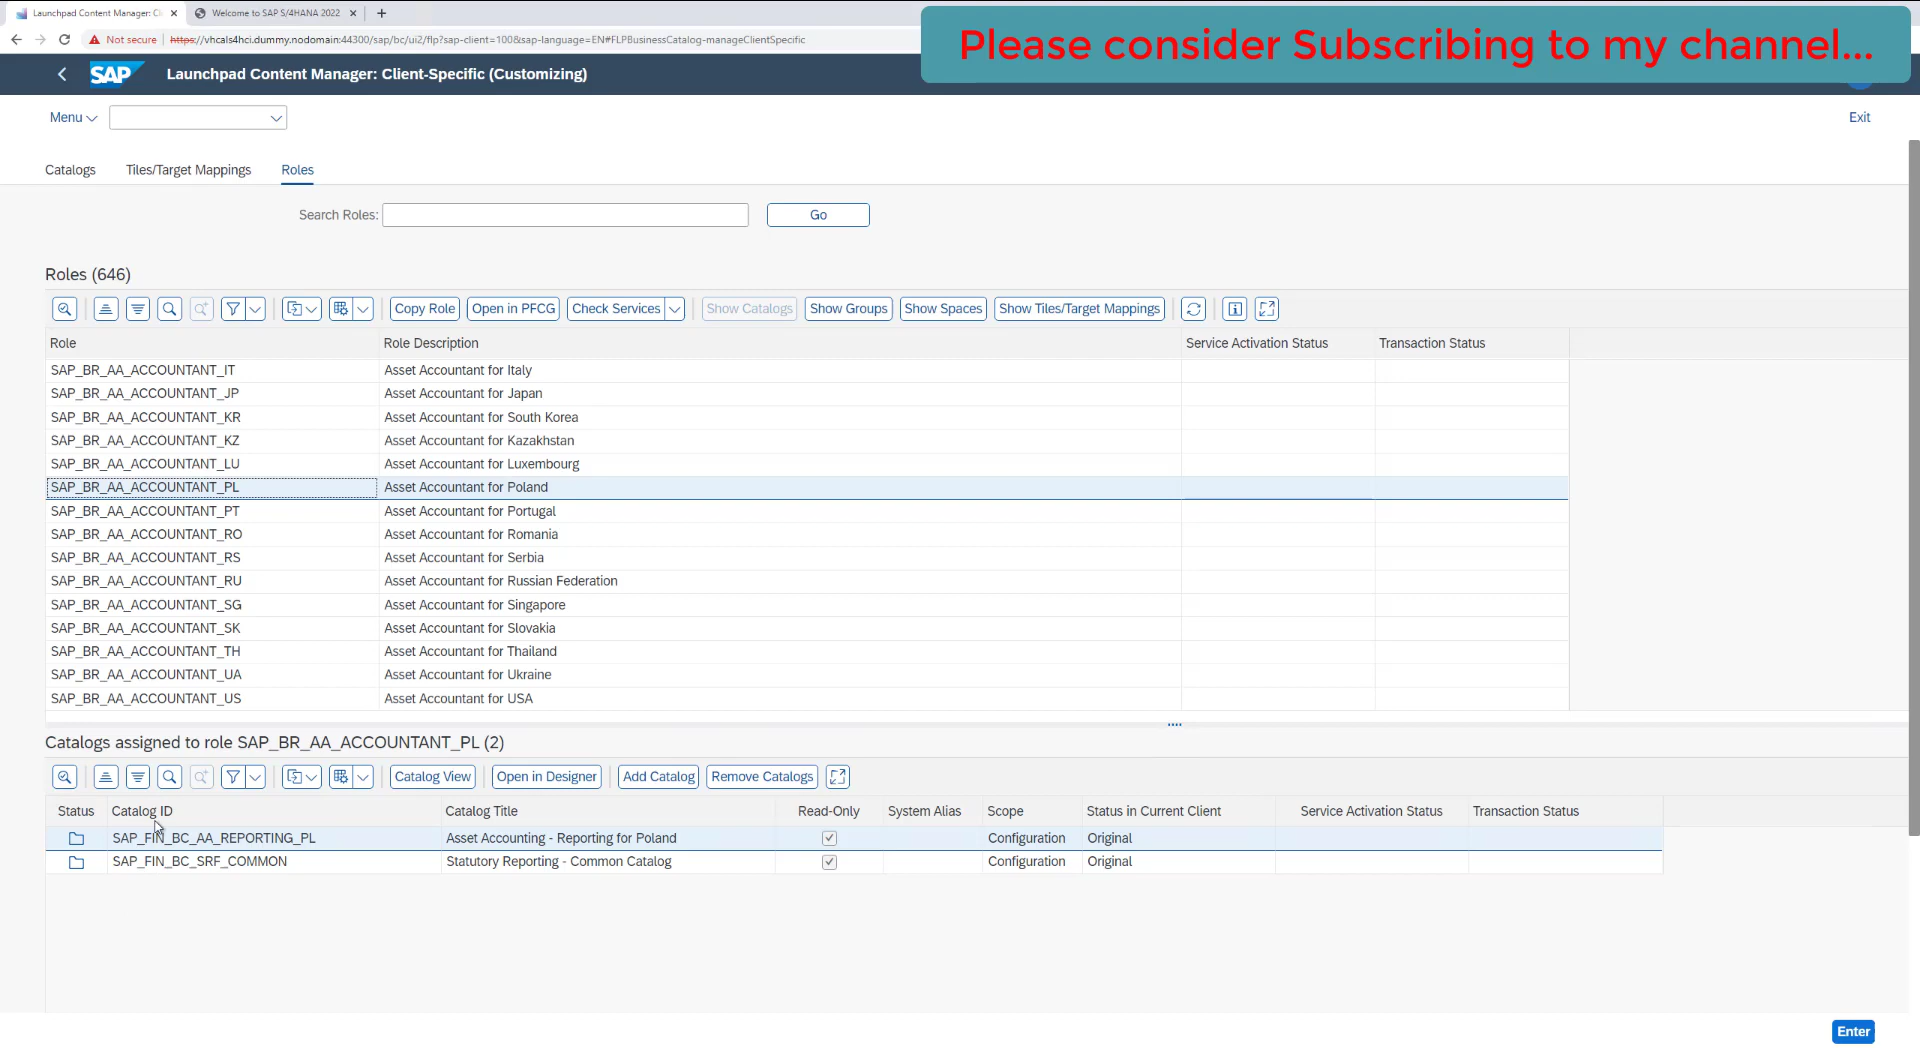 Launchpad Content Manager: Cli
Welcome to SAP S/4HANA 2022
Not secure
https://vhcals4hci.dummy.nodomain:44300/sap/bc/ui2/flp?sap-client=100&sap-language=EN#FLPBusinessCatalog-manageClientSpecific
Please consider Subscribing to my channel...
SAP
Launchpad Content Manager: Client-Specific (Customizing)
Menu
Exit
Catalogs
Tiles/Target Mappings
Roles
Search Roles:
Go
Roles (646)
Copy Role
Open in PFCG
Check Services
Show Catalogs
Show Groups
Show Spaces
Show Tiles/Target Mappings
Role Role Description Service Activation Status Transaction Status
SAP_BR_AA_ACCOUNTANT_IT Asset Accountant for Italy
SAP_BR_AA_ACCOUNTANT_JP Asset Accountant for Japan
SAP_BR_AA_ACCOUNTANT_KR Asset Accountant for South Korea
SAP_BR_AA_ACCOUNTANT_KZ Asset Accountant for Kazakhstan
SAP_BR_AA_ACCOUNTANT_LU Asset Accountant for Luxembourg
SAP_BR_AA_ACCOUNTANT_PL Asset Accountant for Poland
SAP_BR_AA_ACCOUNTANT_PT Asset Accountant for Portugal
SAP_BR_AA_ACCOUNTANT_RO Asset Accountant for Romania
SAP_BR_AA_ACCOUNTANT_RS Asset Accountant for Serbia
SAP_BR_AA_ACCOUNTANT_RU Asset Accountant for Russian Federation
SAP_BR_AA_ACCOUNTANT_SG Asset Accountant for Singapore
SAP_BR_AA_ACCOUNTANT_SK Asset Accountant for Slovakia
SAP_BR_AA_ACCOUNTANT_TH Asset Accountant for Thailand
SAP_BR_AA_ACCOUNTANT_UA Asset Accountant for Ukraine
SAP_BR_AA_ACCOUNTANT_US Asset Accountant for USA
Catalogs assigned to role SAP_BR_AA_ACCOUNTANT_PL (2)
Catalog View
Open in Designer
Add Catalog
Remove Catalogs
Status Catalog ID Catalog Title Read-Only System Alias Scope Status in Current Client Service Activation Status Transaction Status
SAP_FIN_BC_AA_REPORTING_PL Asset Accounting - Reporting for Poland Configuration Original
SAP_FIN_BC_SRF_COMMON Statutory Reporting - Common Catalog Configuration Original
Enter